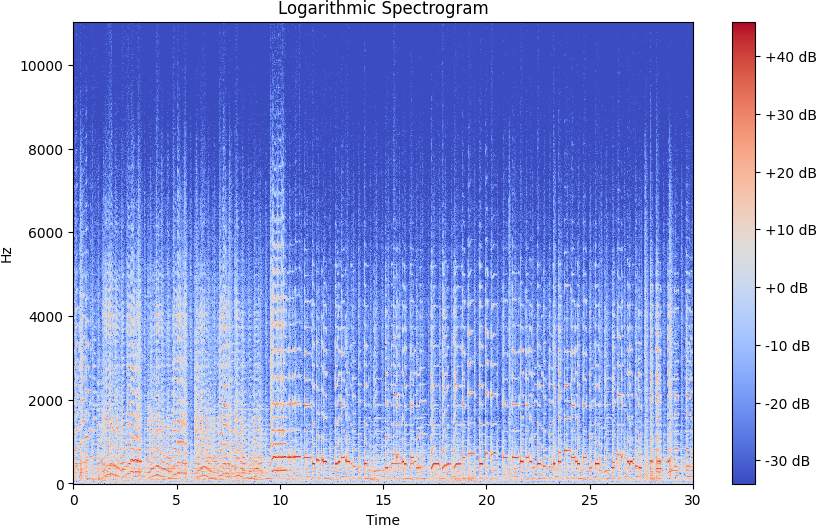 Logarithmic Spectrogram
Hz
10000
8000
6000
4000
2000
0
0 5 10 15 20 25 30
Time
+40 dB
+30 dB
+20 dB
+10 dB
+0 dB
-10 dB
-20 dB
-30 dB